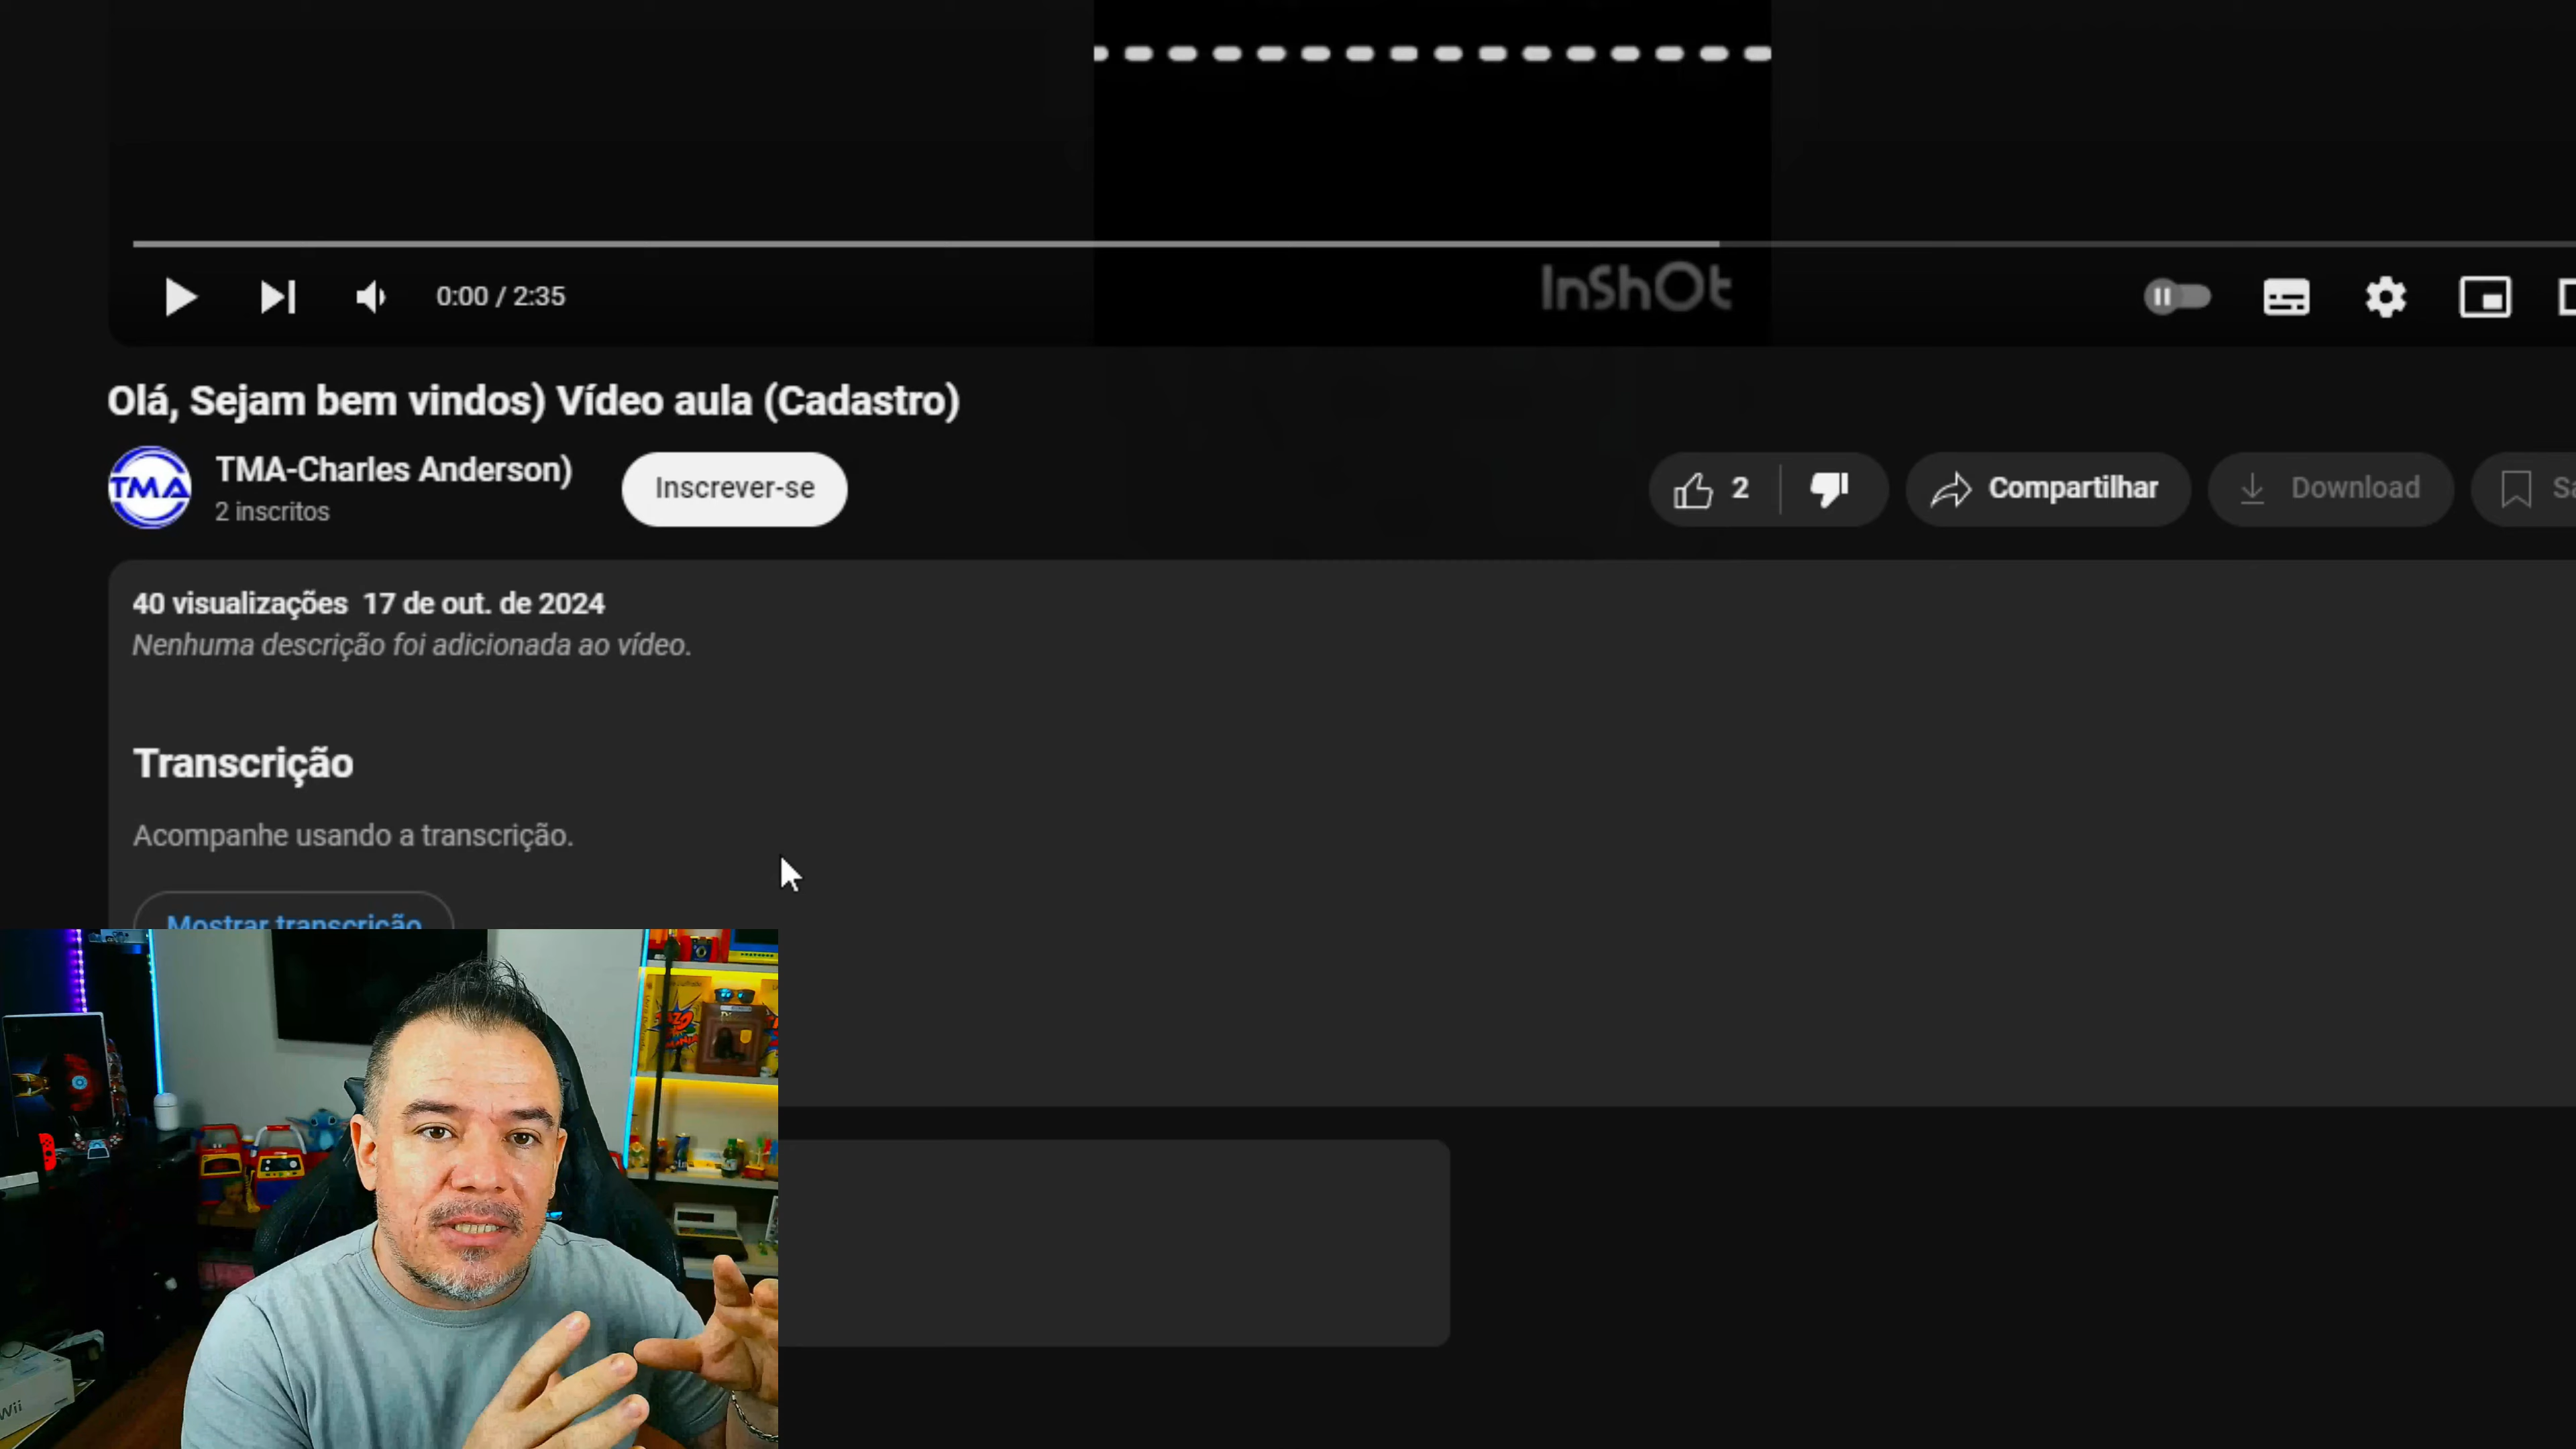 InShOt
0:00 / 2:35
Olá, Sejam bem vindos) Vídeo aula (Cadastro)
TMA
TMA-Charles Anderson)
2 inscritos
Inscrever-se
2
Compartilhar
Download
40 visualizações 17 de out. de 2024
Nenhuma descrição foi adicionada ao vídeo.
Transcrição
Acompanhe usando a transcrição.
Mostrar transcrição
Wii